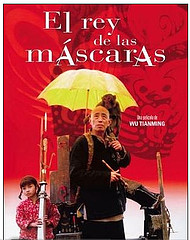 El rey
de las
máscaras
Una película de
WU TIANMING